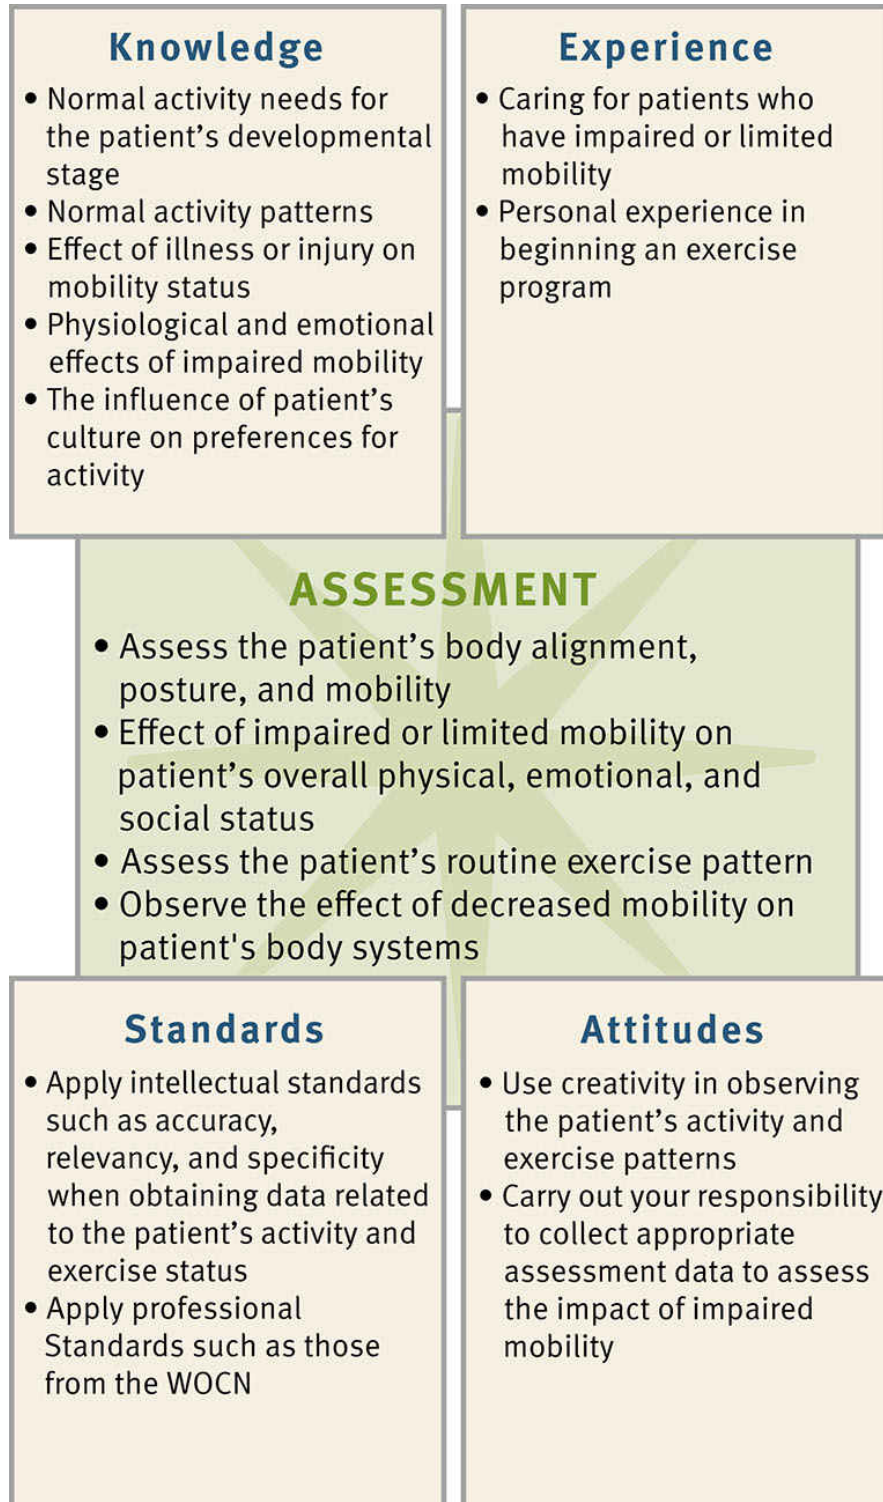 Knowledge
• Normal activity needs for
the patient’s developmental
stage
• Normal activity patterns
• Effect of illness or injury on
mobility status
• Physiological and emotional
effects of impaired mobility
• The influence of patient’s
culture on preferences for
activity
Experience
• Caring for patients who
have impaired or limited
mobility
• Personal experience in
beginning an exercise
program
ASSESSMENT
• Assess the patient’s body alignment,
posture, and mobility
• Effect of impaired or limited mobility on
patient’s overall physical, emotional, and
social status
• Assess the patient’s routine exercise pattern
• Observe the effect of decreased mobility on
patient's body systems
Standards
• Apply intellectual standards
such as accuracy,
relevancy, and specificity
when obtaining data related
to the patient’s activity and
exercise status
• Apply professional
Standards such as those
from the WOCN
Attitudes
• Use creativity in observing
the patient’s activity and
exercise patterns
• Carry out your responsibility
to collect appropriate
assessment data to assess
the impact of impaired
mobility